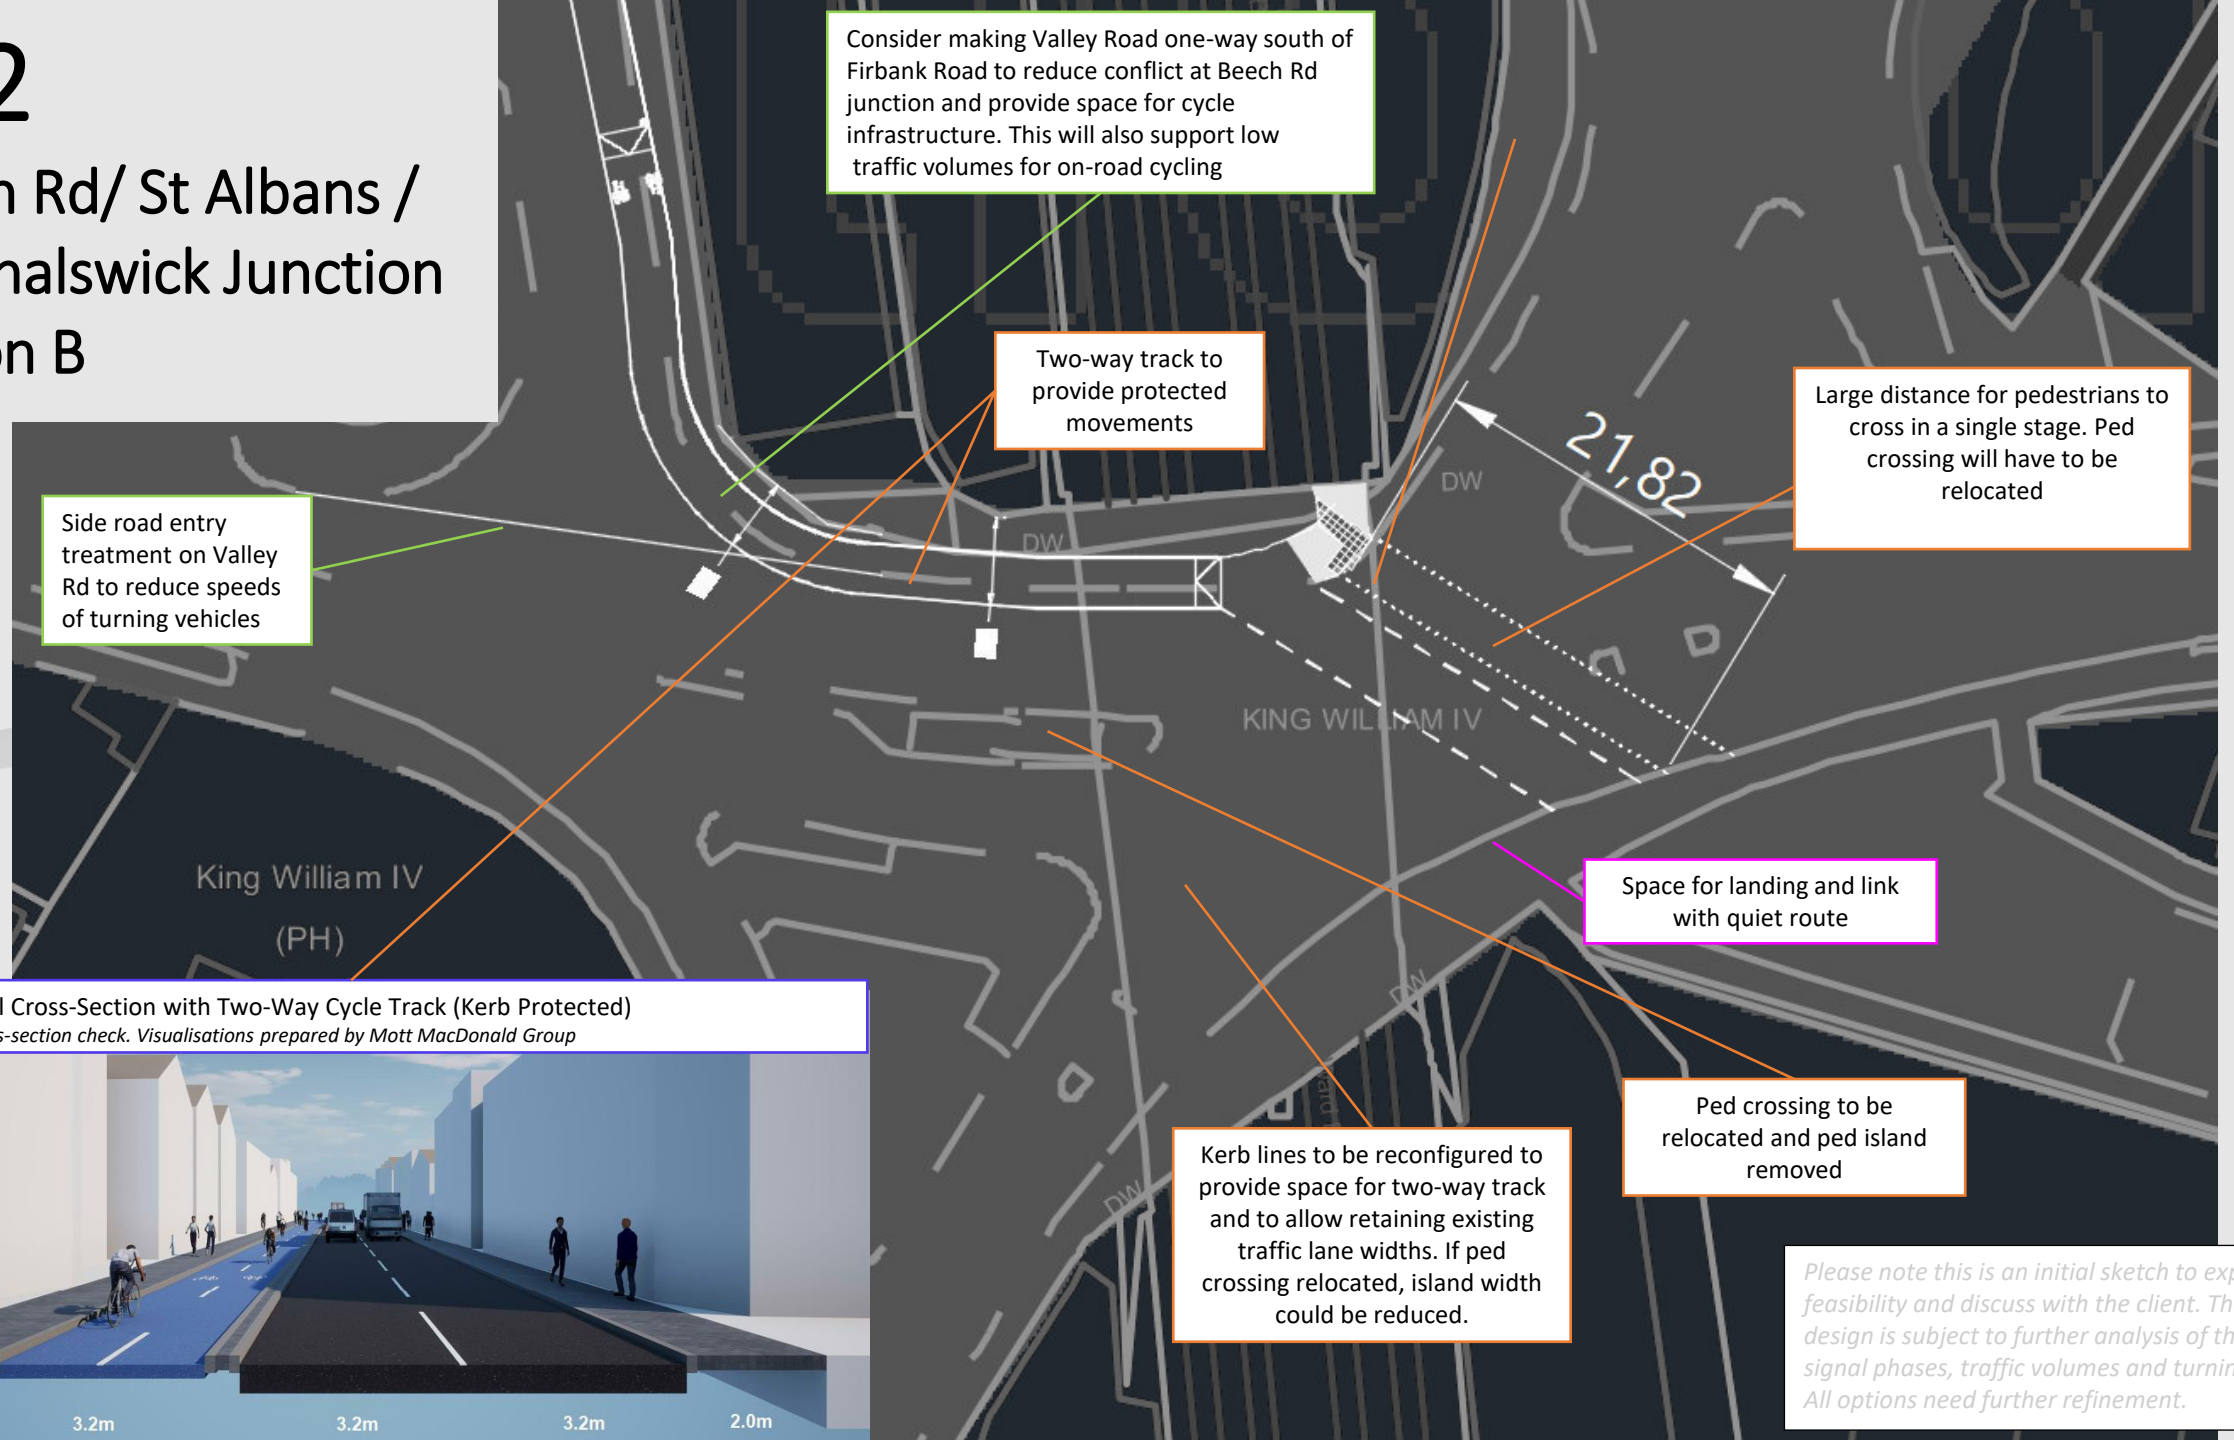 2
n Rd/ St Albans /
nalswick Junction
on B
Consider making Valley Road one-way south of
Firbank Road to reduce conflict at Beech Rd
junction and provide space for cycle
infrastructure. This will also support low
traffic volumes for on-road cycling
Two-way track to
provide protected
movements
Large distance for pedestrians to
cross in a single stage. Ped
crossing will have to be
relocated
21,82
DW
Side road entry
treatment on Valley
Rd to reduce speeds
of turning vehicles
DW
KING WILLIAM IV
King William IV
(PH)
Space for landing and link
with quiet route
DW
l Cross-Section with Two-Way Cycle Track (Kerb Protected)
s-section check. Visualisations prepared by Mott MacDonald Group
Ped crossing to be
relocated and ped island
removed
Kerb lines to be reconfigured to
provide space for two-way track
and to allow retaining existing
traffic lane widths. If ped
crossing relocated, island width
could be reduced.
Ward
DW
Please note this is an initial sketch to exp
feasibility and discuss with the client. Th
design is subject to further analysis of th
signal phases, traffic volumes and turnin
All options need further refinement.
3.2m
3.2m
3.2m
2.0m